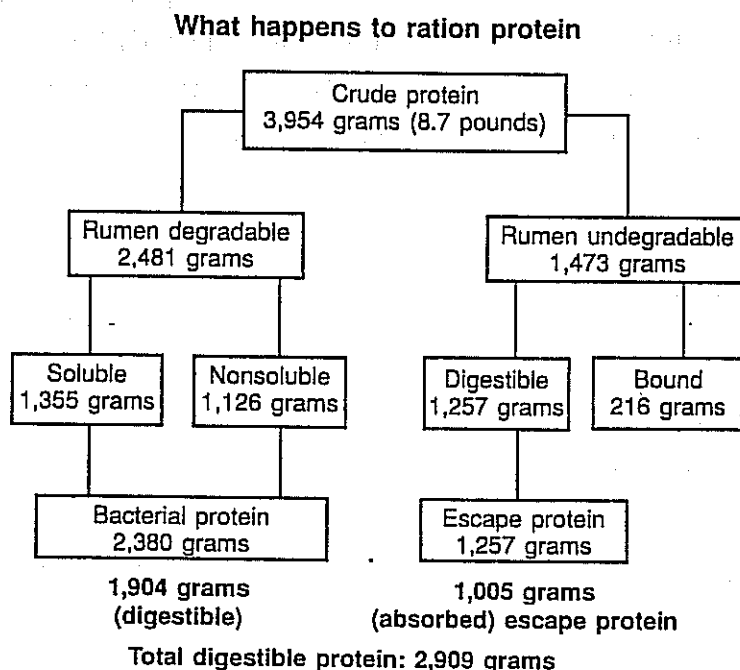 What happens to ration protein
Crude protein
3,954 grams (8.7 pounds)
Rumen degradable
2,481 grams
Rumen undegradable
1,473 grams
Soluble
1,355 grams
Nonsoluble
1,126 grams
Digestible
1,257 grams
Bound
216 grams
Bacterial protein
2,380 grams
Escape protein
1,257 grams
1,904 grams
(digestible)
1,005 grams
(absorbed) escape protein
Total digestible protein: 2,909 grams